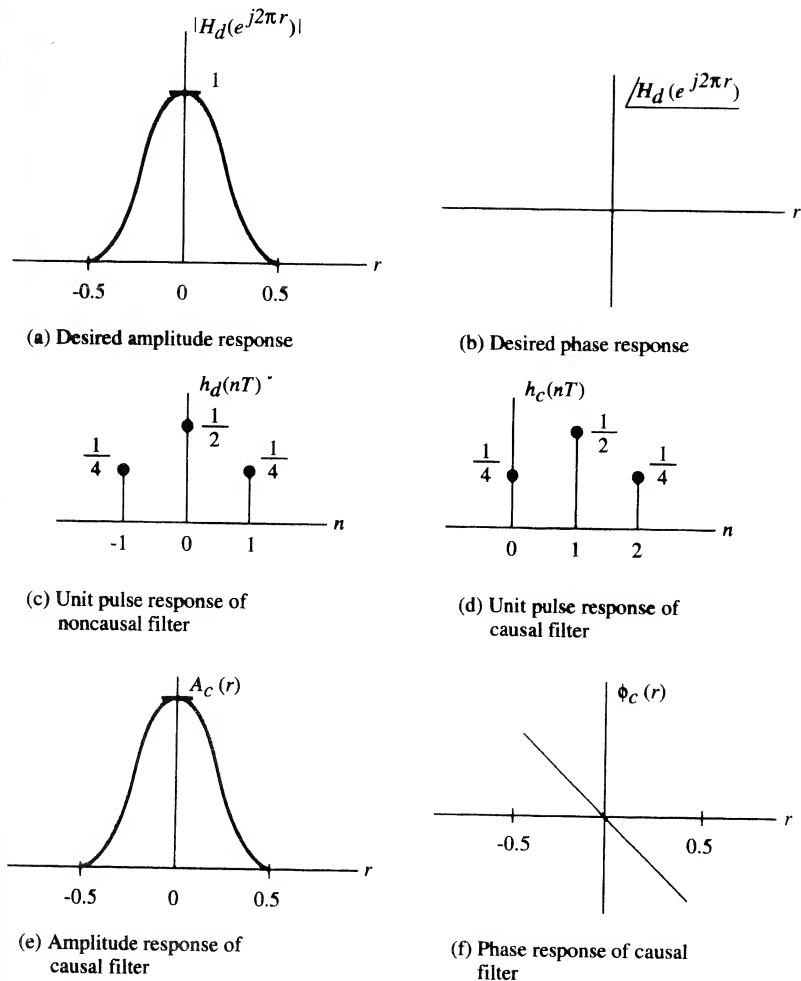 |H_d(e^{j2πr})|
1
r
-0.5 0 0.5
(a) Desired amplitude response
/H_d(e^{j2πr})
r
(b) Desired phase response
h_d(nT)
1/4
1/2
1/4
n
-1 0 1
(c) Unit pulse response of
noncausal filter
h_c(nT)
1/4
1/2
1/4
n
0 1 2
(d) Unit pulse response of
causal filter
A_c(r)
r
-0.5 0 0.5
(e) Amplitude response of
causal filter
ϕ_c(r)
r
-0.5 0.5
(f) Phase response of causal
filter